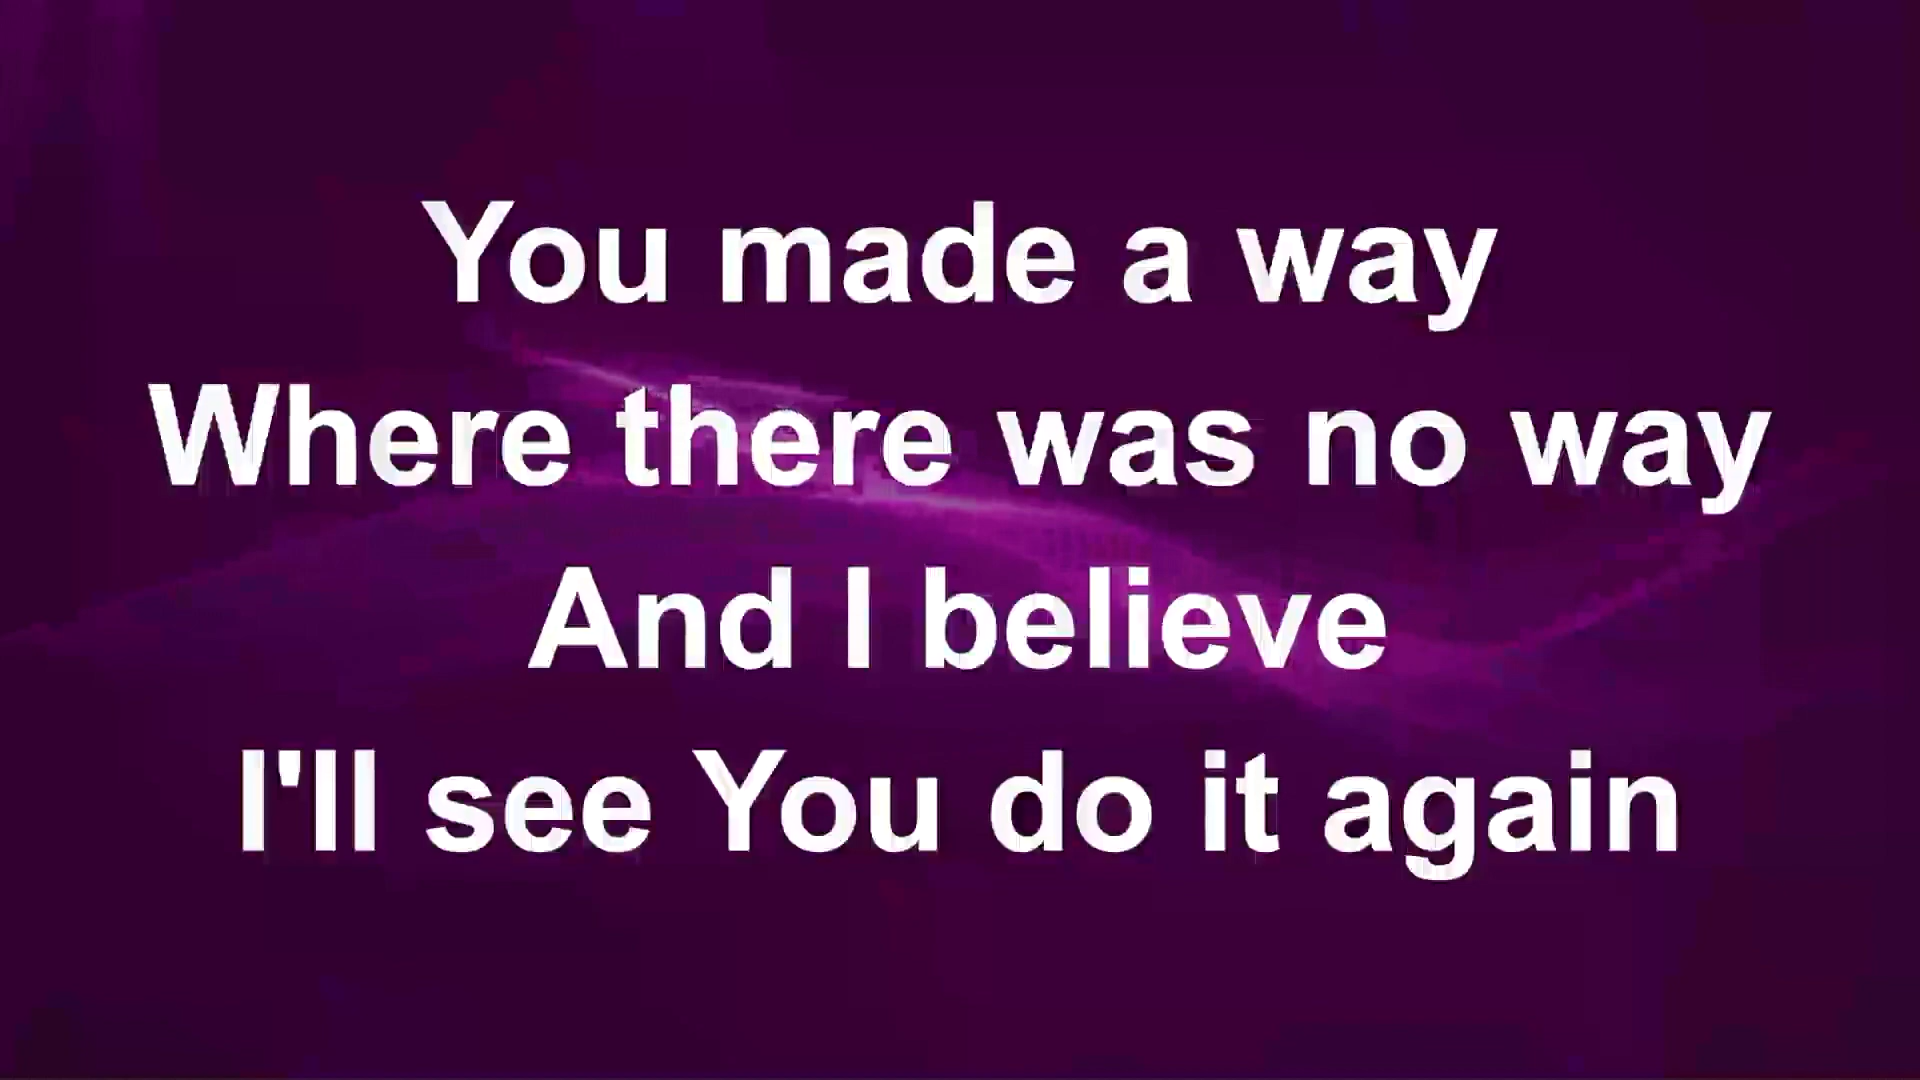 You made a way
Where there was no way
And I believe
I'll see You do it again